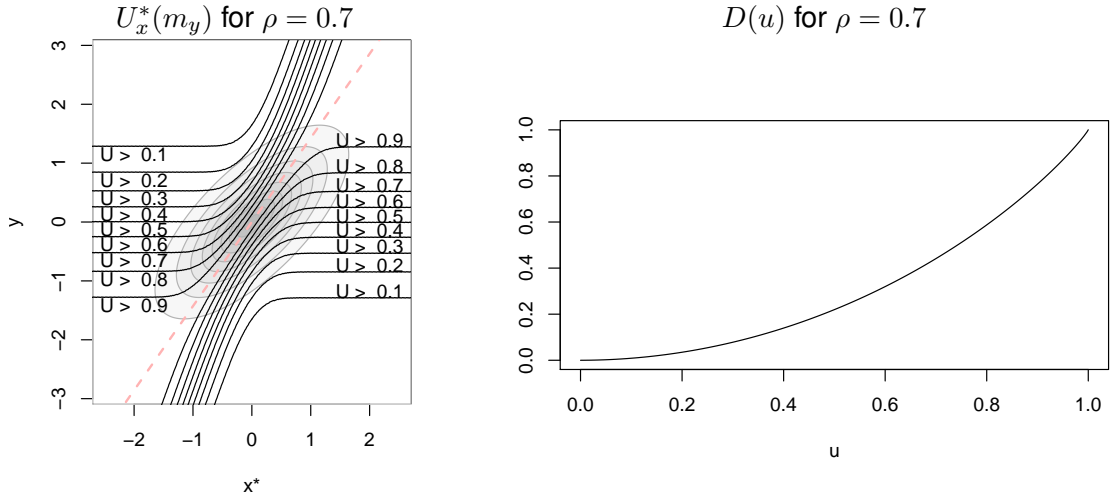 U*x(my) for ρ = 0.7
3
2
1
0
−1
−2
−3
y
U > 0.1
U > 0.2
U > 0.3
U > 0.4
U > 0.5
U > 0.6
U > 0.7
U > 0.8
U > 0.9
U > 0.9
U > 0.8
U > 0.7
U > 0.6
U > 0.5
U > 0.4
U > 0.3
U > 0.2
U > 0.1
−2 −1 0 1 2
x*
D(u) for ρ = 0.7
1.0
0.8
0.6
0.4
0.2
0.0
0.0 0.2 0.4 0.6 0.8 1.0
u